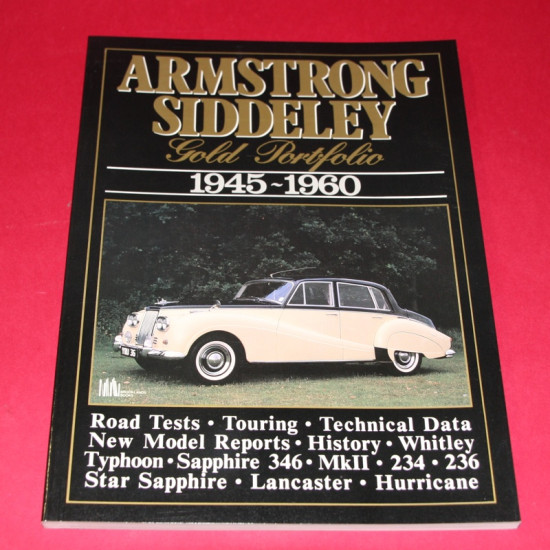 ARMSTRONG
SIDDELEY
Gold Portfolio
1945~1960
Road Tests • Touring • Technical Data
New Model Reports • History • Whitley
Typhoon • Sapphire 346 • MkII • 234 • 236
Star Sapphire • Lancaster • Hurricane